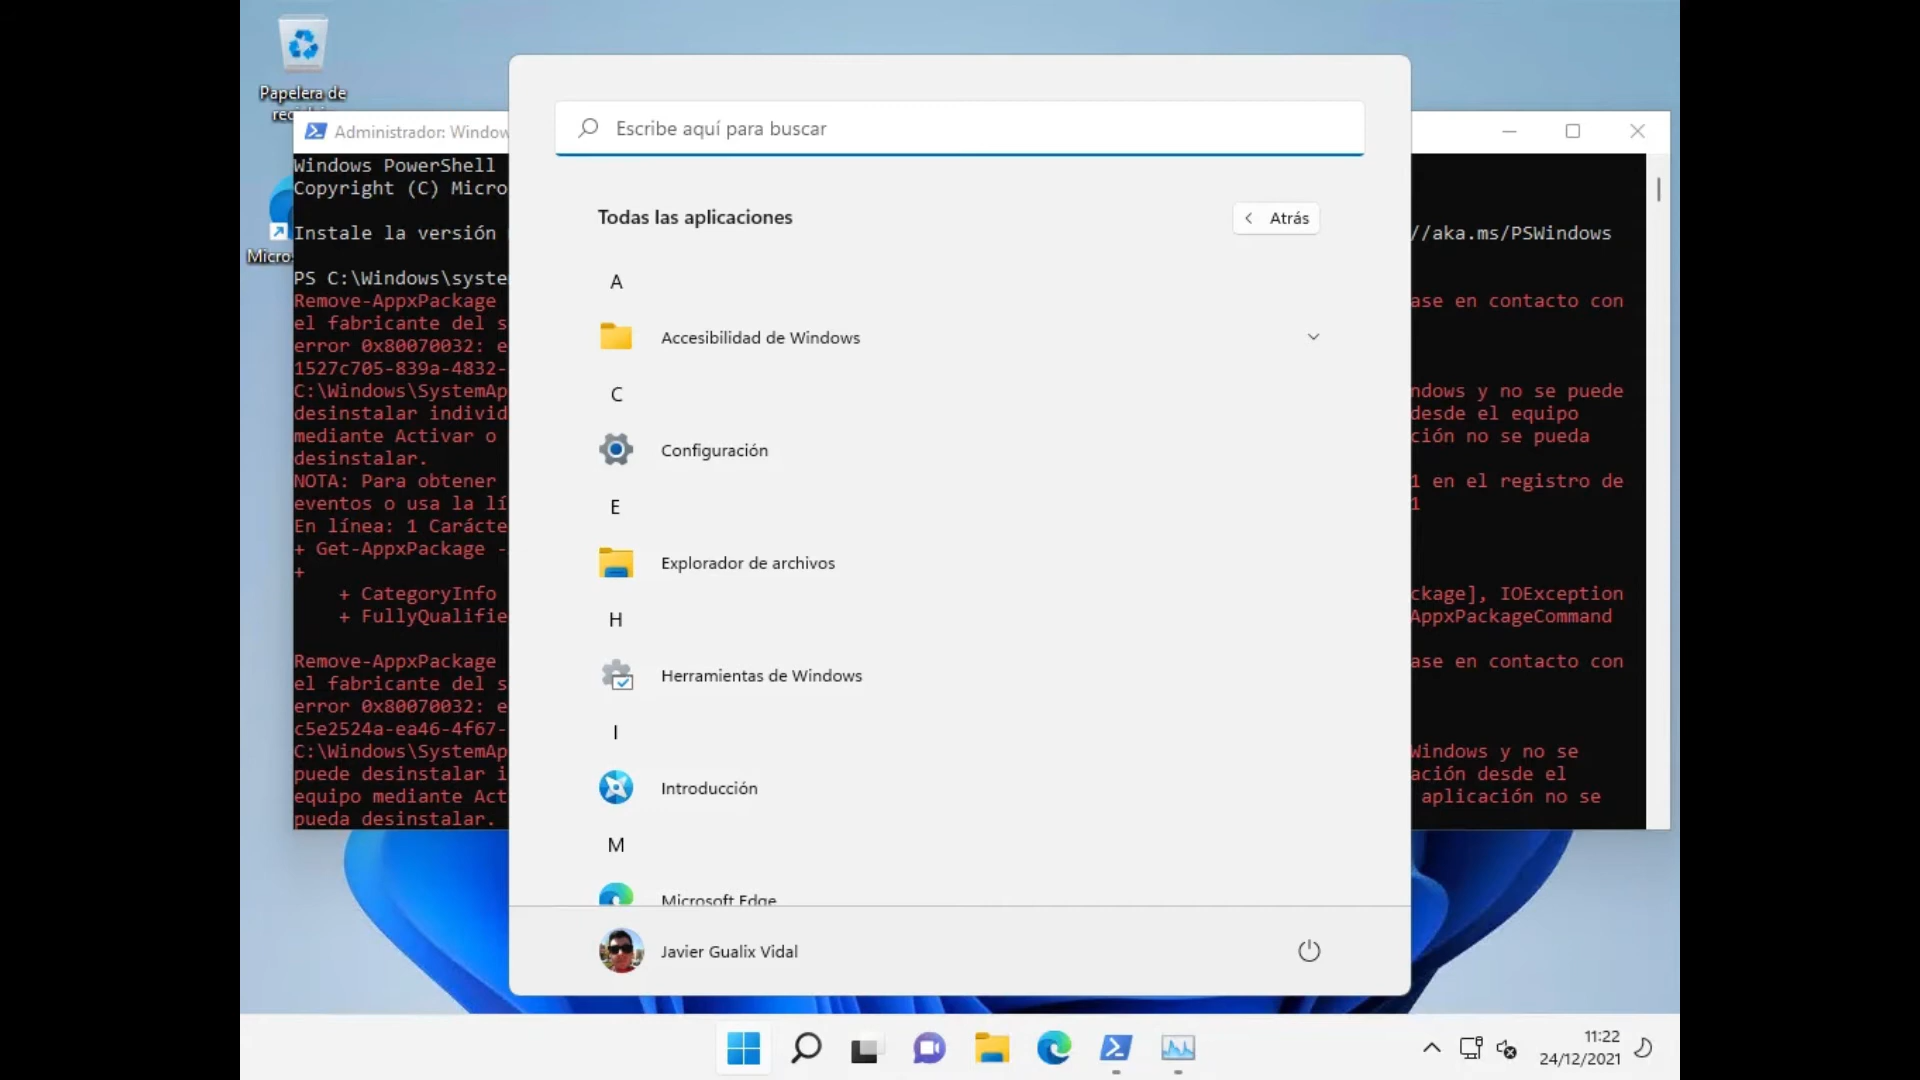 Papelera de
Administrador: Window
Windows PowerShell
Copyright (C) Micro
Instale la versión
//aka.ms/PSWindows
PS C:\Windows\syste
Remove-AppxPackage
ase en contacto con
el fabricante del s
error 0x80070032: e
1527c705-839a-4832-
C:\Windows\SystemAp
ndows y no se puede
desinstalar individ
desde el equipo
mediante Activar o
ción no se pueda
desinstalar.
NOTA: Para obtener
1 en el registro de
eventos o usa la lí
1
En línea: 1 Carácte
+ Get-AppxPackage -
+
+ CategoryInfo
ckage], IOException
+ FullyQualifie
AppxPackageCommand
Remove-AppxPackage
ase en contacto con
el fabricante del s
error 0x80070032: e
c5e2524a-ea46-4f67-
C:\Windows\SystemAp
Windows y no se
puede desinstalar i
ación desde el
equipo mediante Act
aplicación no se
pueda desinstalar.
Micro
Escribe aquí para buscar
Todas las aplicaciones
Atrás
A
Accesibilidad de Windows
C
Configuración
E
Explorador de archivos
H
Herramientas de Windows
I
Introducción
M
Microsoft Edge
Javier Gualix Vidal
11:22
24/12/2021